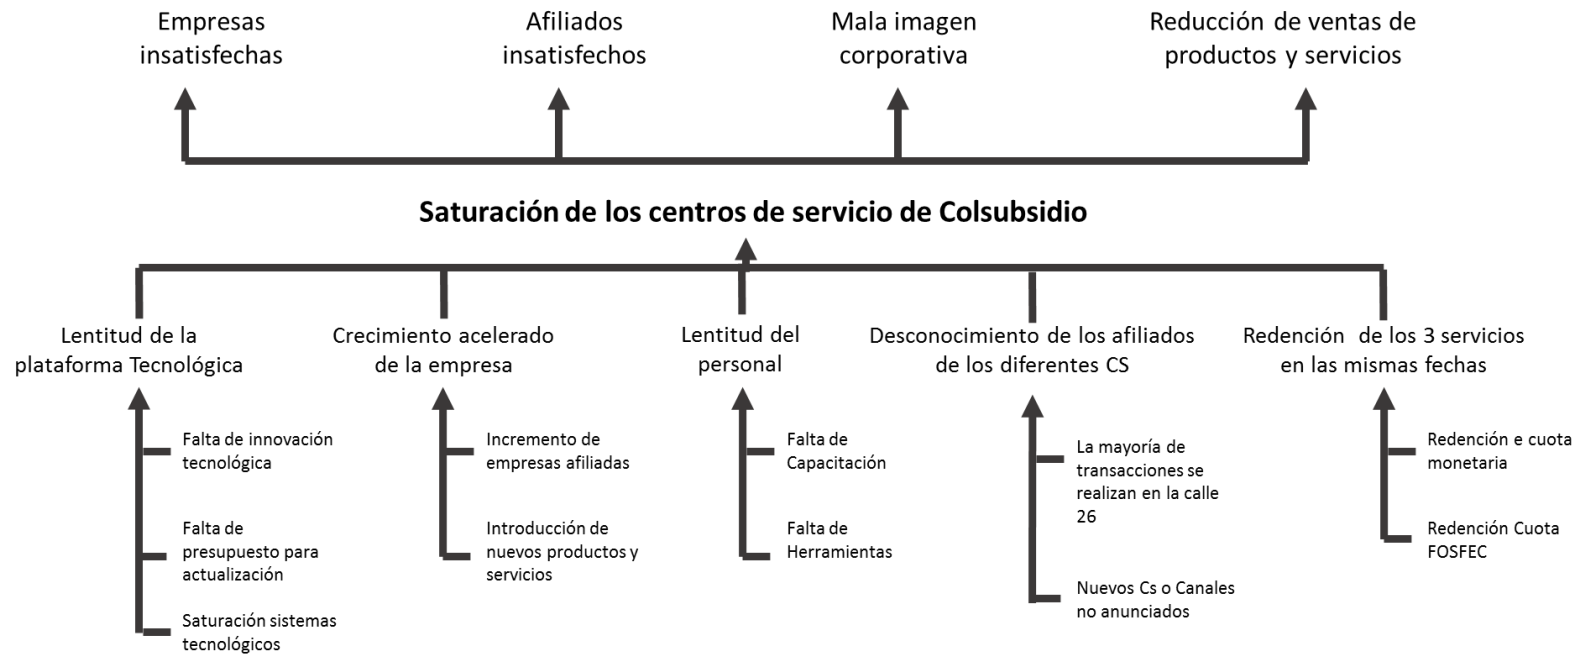 Empresas
insatisfechas
Afiliados
insatisfechos
Mala imagen
corporativa
Reducción de ventas de
productos y servicios
Saturación de los centros de servicio de Colsubsidio
Lentitud de la
plataforma Tecnológica
Crecimiento acelerado
de la empresa
Lentitud del
personal
Desconocimiento de los afiliados
de los diferentes CS
Redención de los 3 servicios
en las mismas fechas
Falta de innovación
tecnológica
Falta de
presupuesto para
actualización
Saturación sistemas
tecnológicos
Incremento de
empresas afiliadas
Introducción de
nuevos productos y
servicios
Falta de
Capacitación
Falta de
Herramientas
La mayoría de
transacciones se
realizan en la calle
26
Nuevos Cs o Canales
no anunciados
Redención e cuota
monetaria
Redención Cuota
FOSFEC